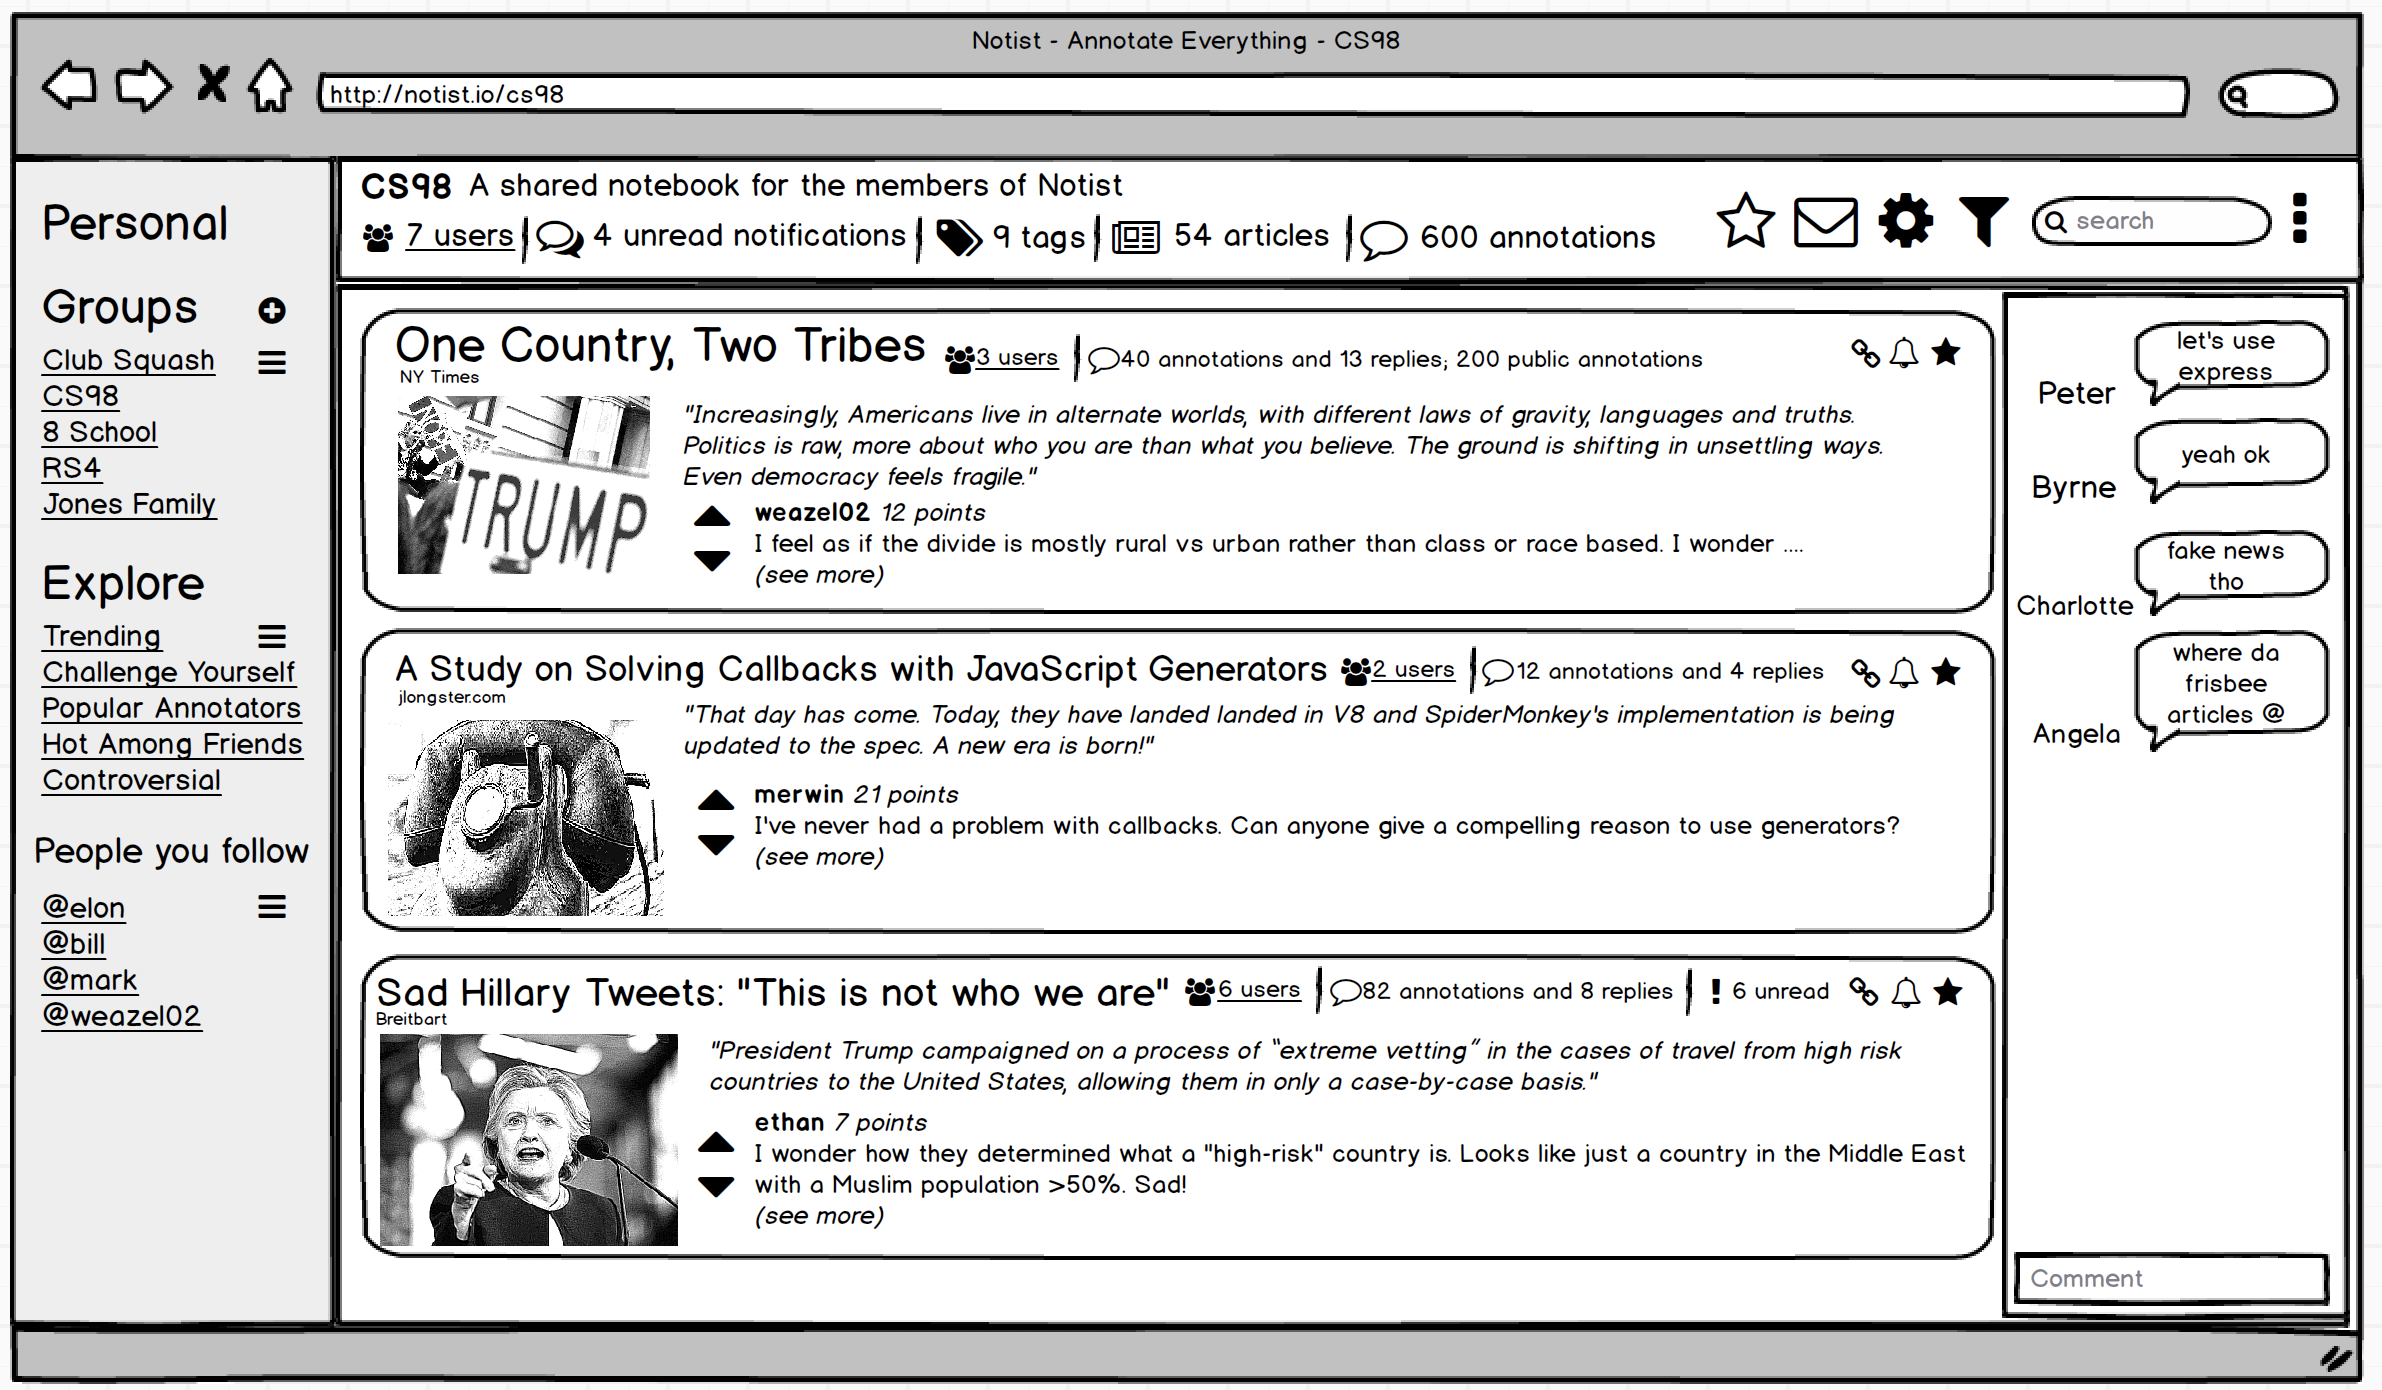 Notist - Annotate Everything - CS98
http://notist.io/cs98
Personal
Groups
Club Squash
CS98
8 School
RS4
Jones Family
Explore
Trending
Challenge Yourself
Popular Annotators
Hot Among Friends
Controversial
People you follow
@elon
@bill
@mark
@weazel02
CS98 A shared notebook for the members of Notist
7 users 4 unread notifications 9 tags 54 articles 600 annotations
search
One Country, Two Tribes 3 users 40 annotations and 13 replies; 200 public annotations
NY Times
TRUMP
"Increasingly, Americans live in alternate worlds, with different laws of gravity, languages and truths.
Politics is raw, more about who you are than what you believe. The ground is shifting in unsettling ways.
Even democracy feels fragile."
weazel02 12 points
I feel as if the divide is mostly rural vs urban rather than class or race based. I wonder ....
(see more)
A Study on Solving Callbacks with JavaScript Generators 2 users 12 annotations and 4 replies
jlongster.com
"That day has come. Today, they have landed landed in V8 and SpiderMonkey's implementation is being
updated to the spec. A new era is born!"
merwin 21 points
I've never had a problem with callbacks. Can anyone give a compelling reason to use generators?
(see more)
Sad Hillary Tweets: "This is not who we are" 6 users 82 annotations and 8 replies ! 6 unread
Breitbart
"President Trump campaigned on a process of “extreme vetting” in the cases of travel from high risk
countries to the United States, allowing them in only a case-by-case basis."
ethan 7 points
I wonder how they determined what a "high-risk" country is. Looks like just a country in the Middle East
with a Muslim population >50%. Sad!
(see more)
let's use
express
Peter
yeah ok
Byrne
fake news
tho
Charlotte
where da
frisbee
articles @
Angela
Comment